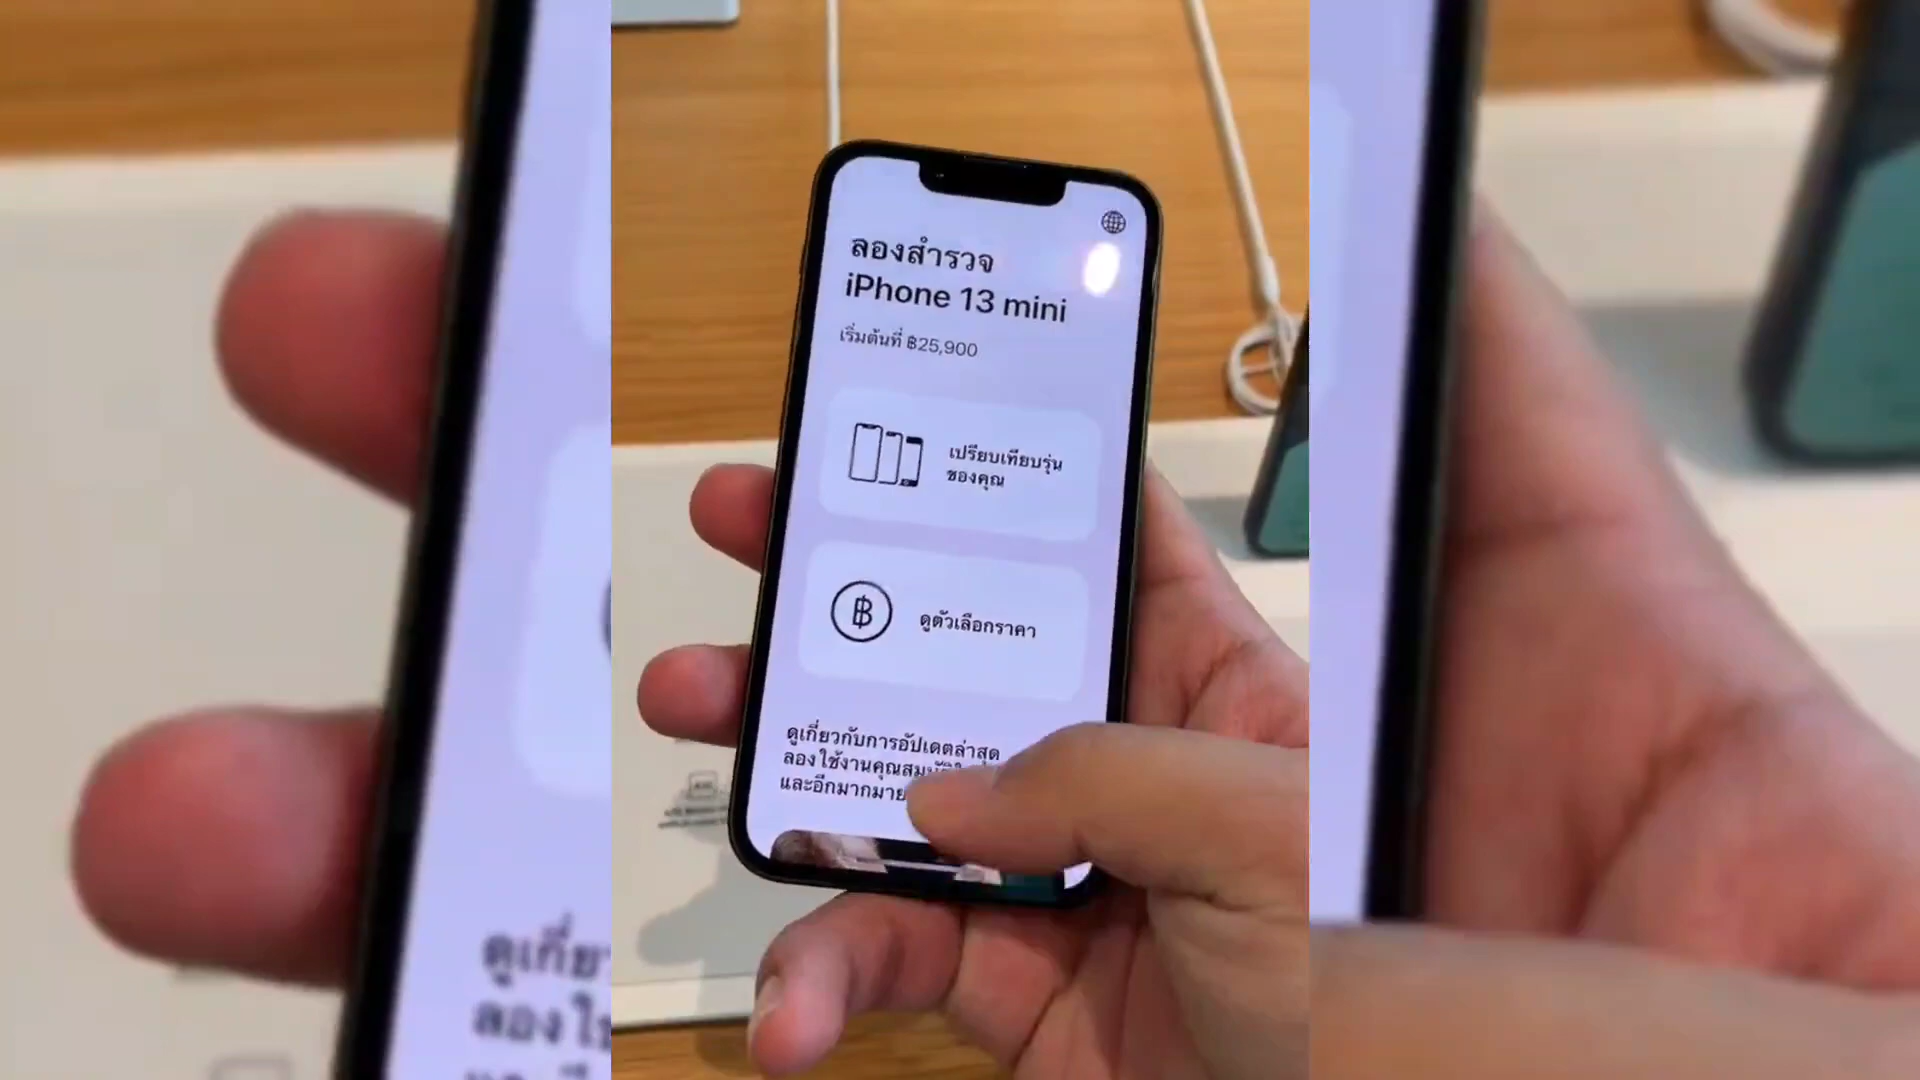 ลองสำรวจ
iPhone 13 mini
เริ่มต้นที่ ฿25,900
เปรียบเทียบรุ่น
ของคุณ
ดูตัวเลือกราคา
ดูเกี่ยวกับการอัปเดตล่าสุด
ลองใช้งานคุณสมบัติ
และอีกมากมาย